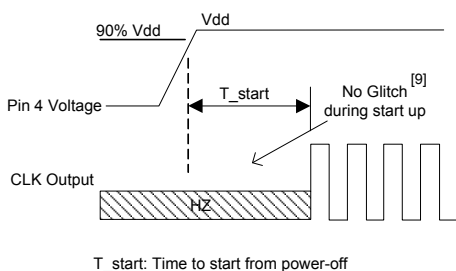 Vdd
90% Vdd
T_start
No Glitch [9]
during start up
Pin 4 Voltage
CLK Output
HZ
T_start: Time to start from power-off